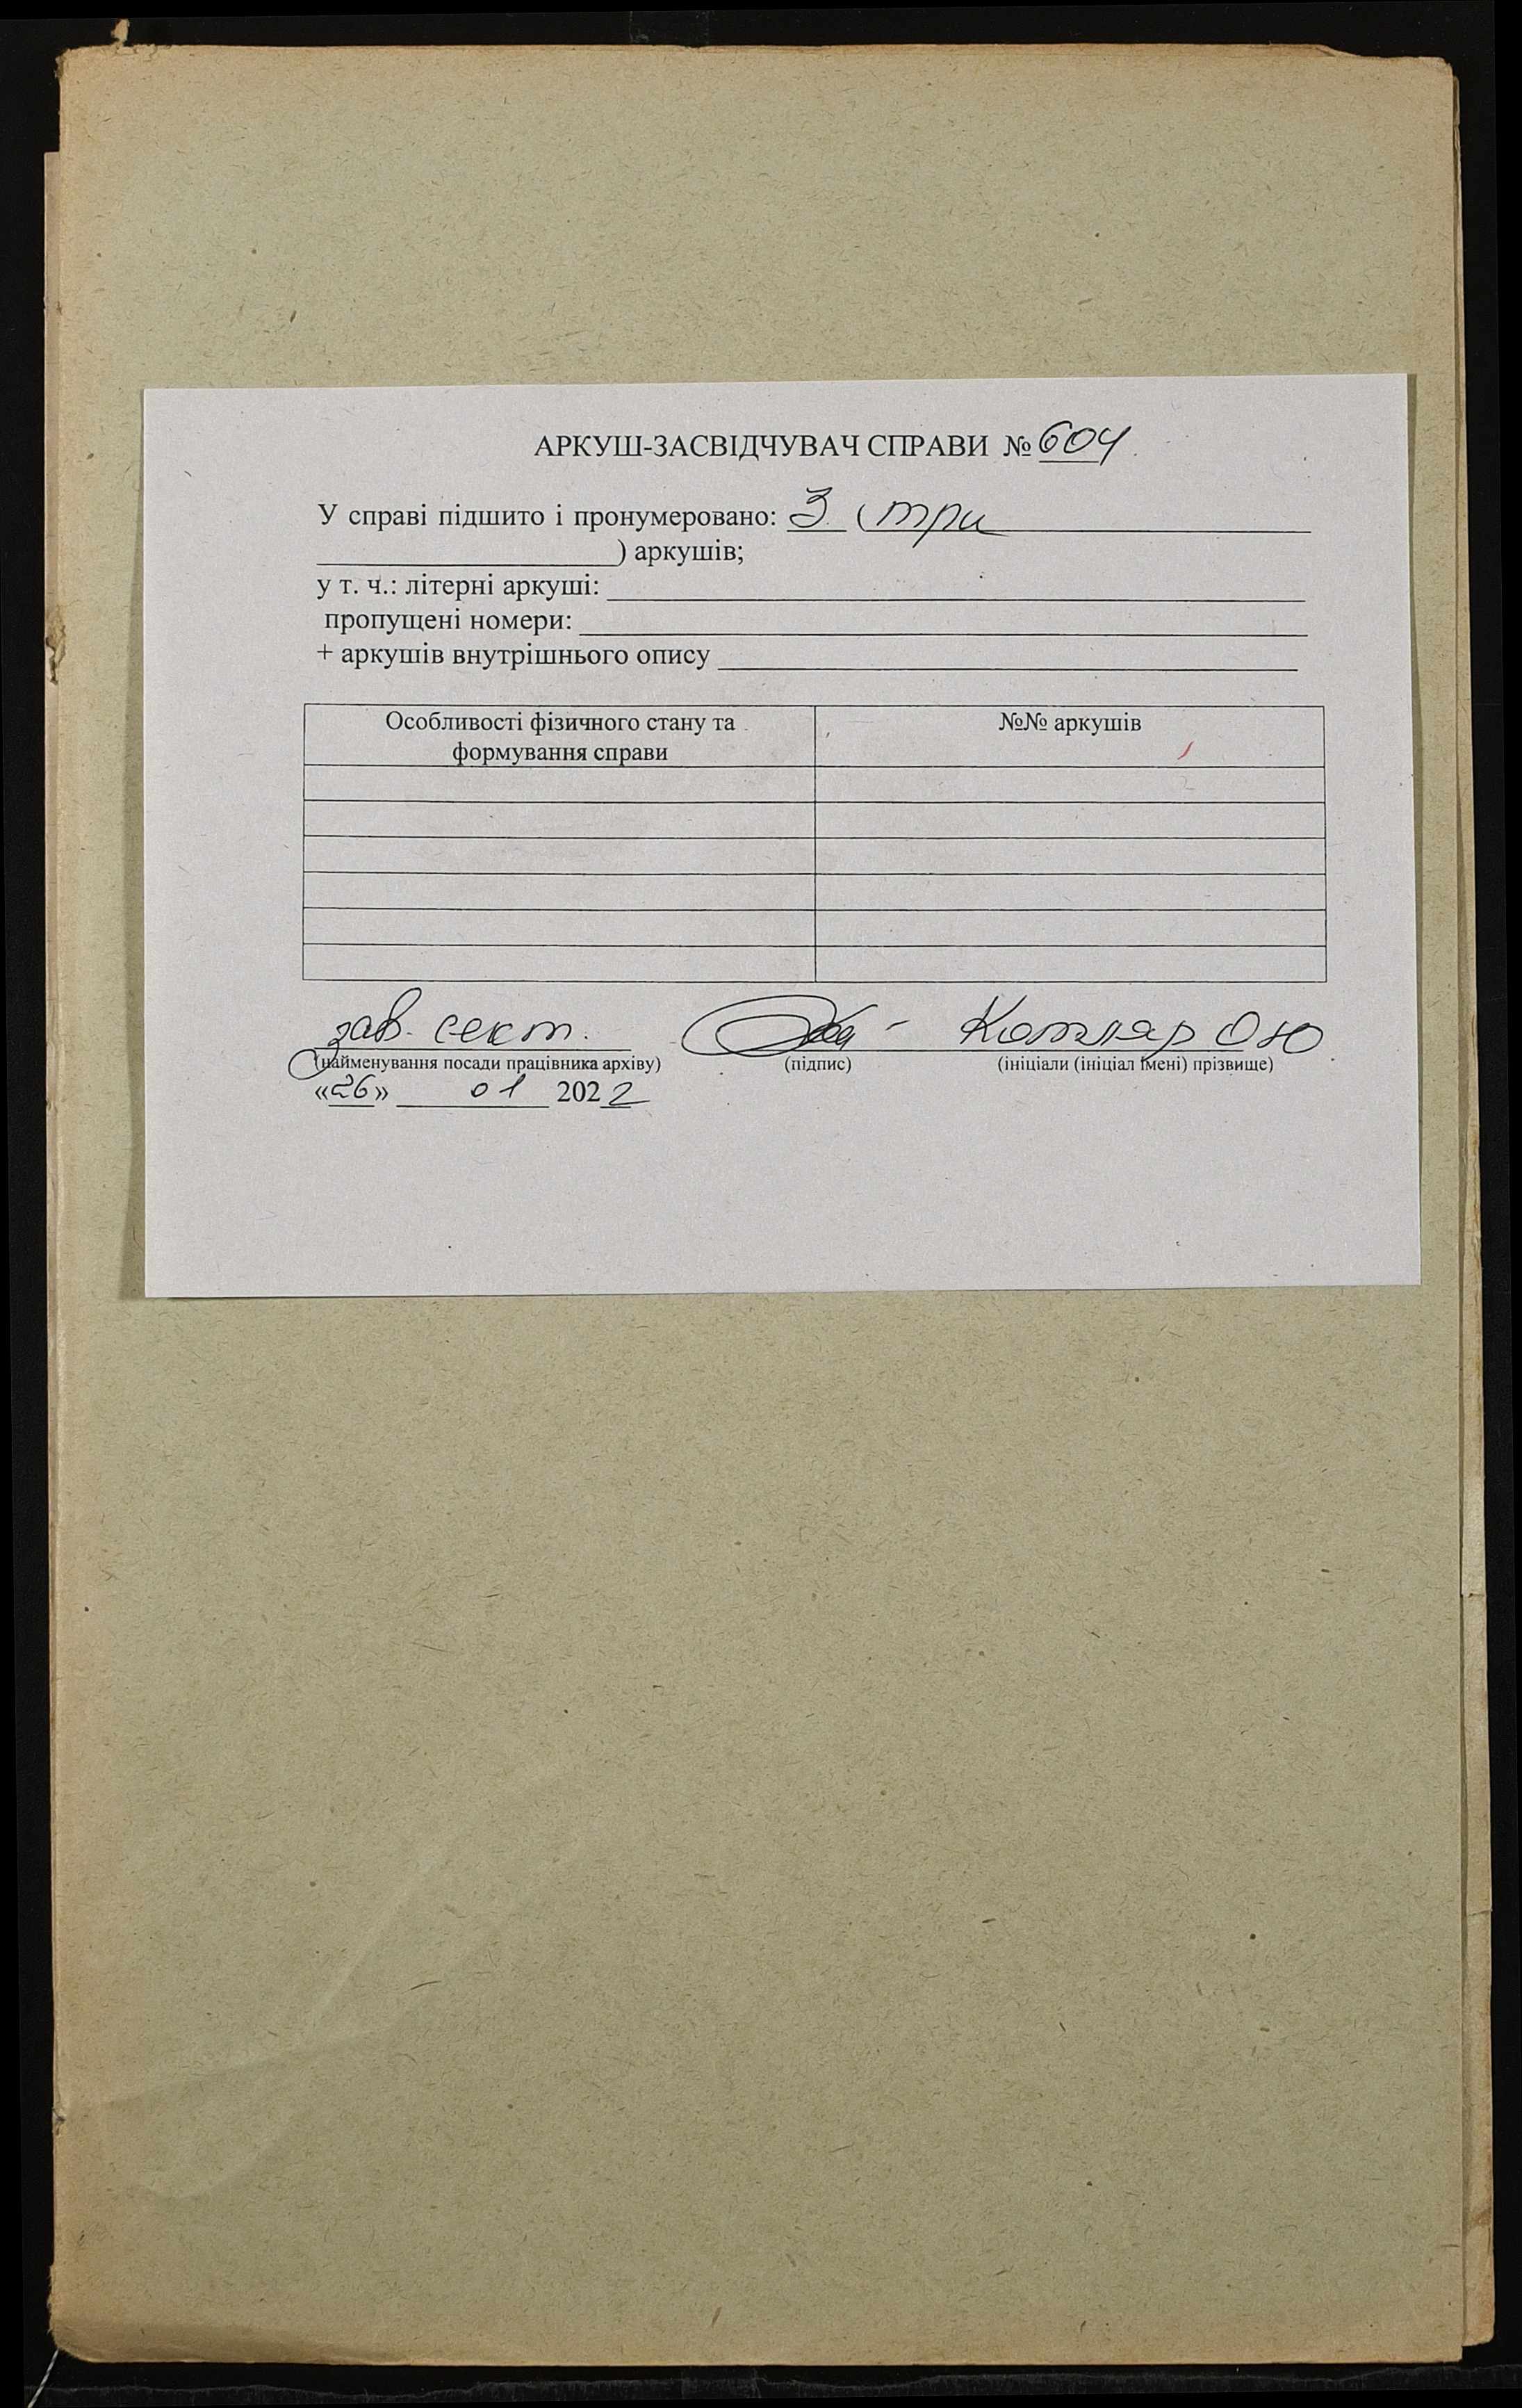 АРКУШ-ЗАСВІДЧУВАЧ СПРАВИ № 604
У справі підшито і пронумеровано: 3 (три
) аркушів;
у т. ч.: літерні аркуші:
пропущені номери:
+ аркушів внутрішнього опису
Особливості фізичного стану та формування справи
№№ аркушів
зав. сект. Котляр О Ю
(найменування посади працівника архіву) (підпис) (ініціали (ініціал імені) прізвище)
«26» 01 2022